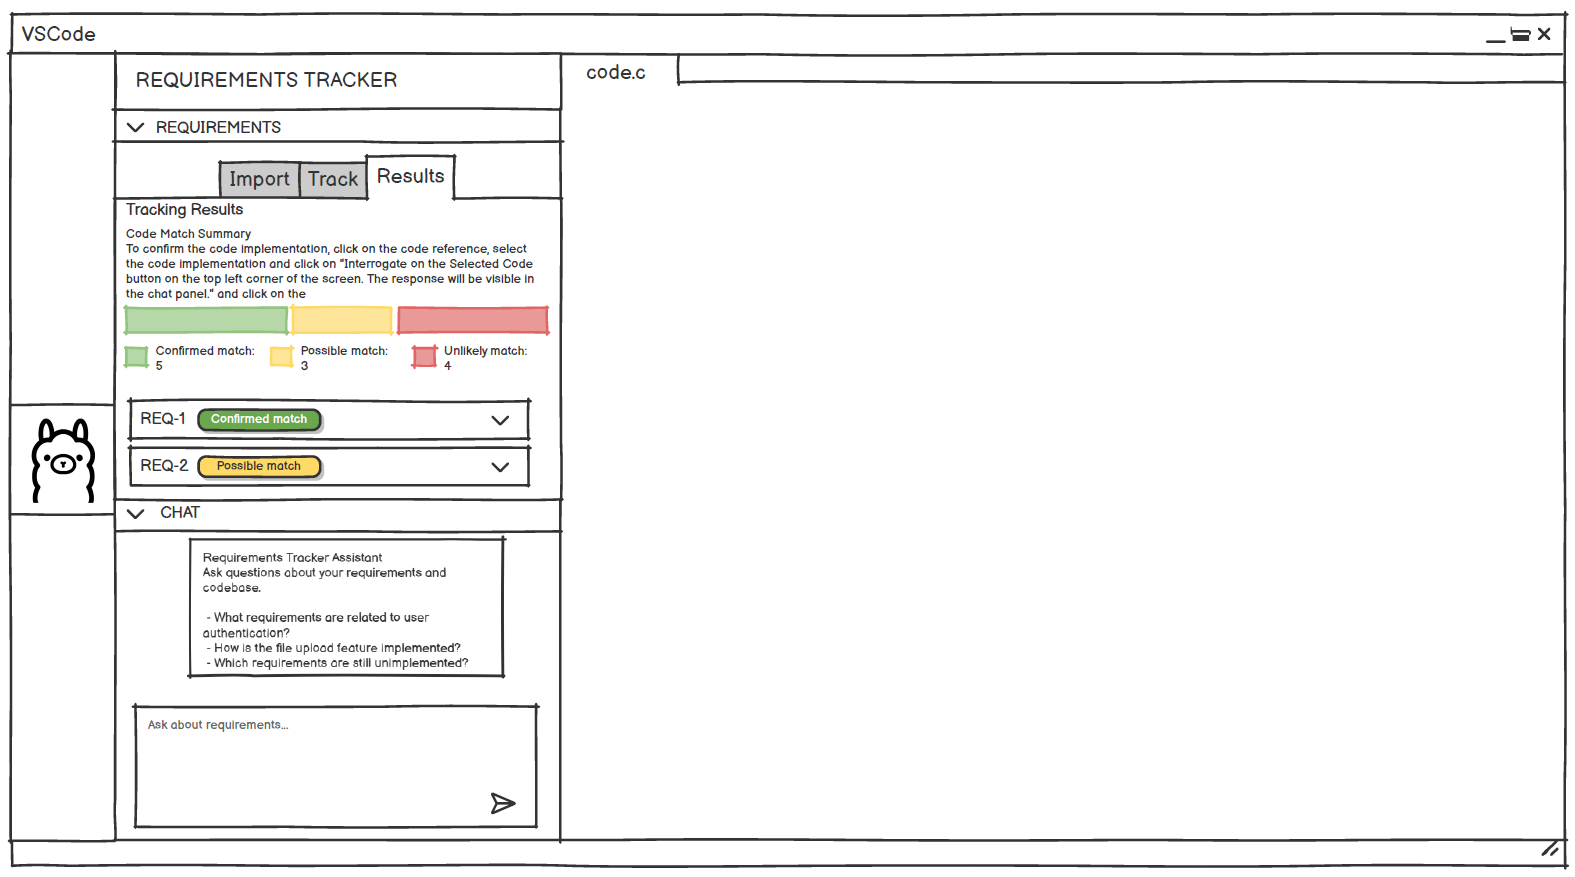 VSCode
REQUIREMENTS TRACKER
code.c
REQUIREMENTS
Import Track Results
Tracking Results
Code Match Summary
To confirm the code implementation, click on the code reference, select
the code implementation and click on "Interrogate on the Selected Code
button on the top left corner of the screen. The response will be visible in
the chat panel." and click on the
Confirmed match:
5
Possible match:
3
Unlikely match:
4
REQ-1 Confirmed match
REQ-2 Possible match
CHAT
Requirements Tracker Assistant
Ask questions about your requirements and
codebase.
- What requirements are related to user
authentication?
- How is the file upload feature implemented?
- Which requirements are still unimplemented?
Ask about requirements...